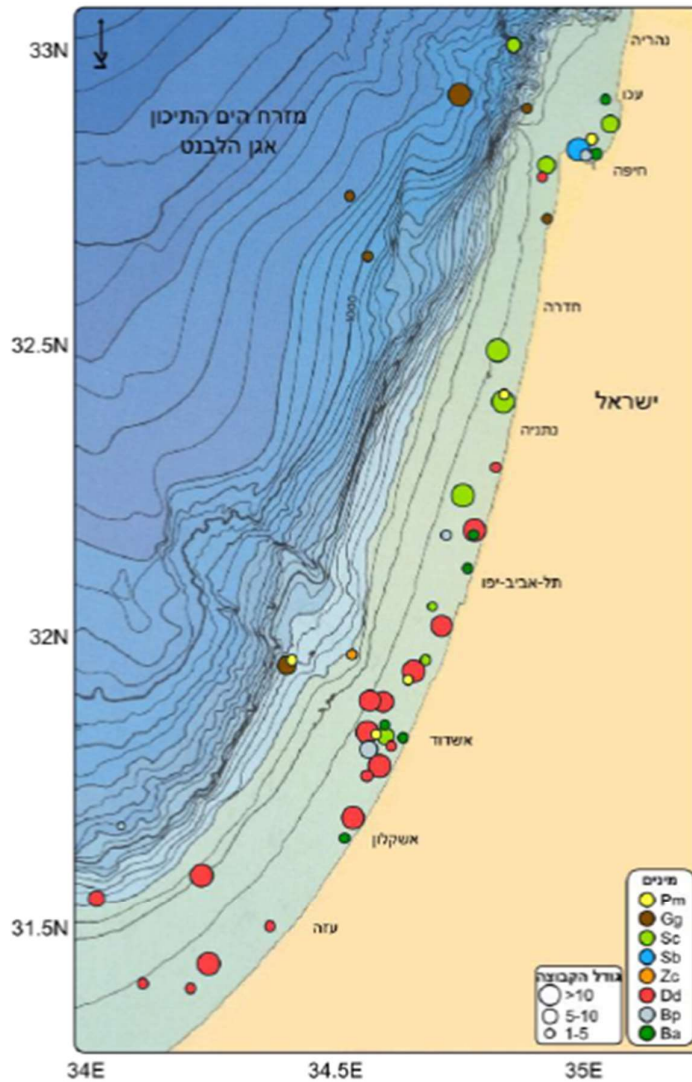 33N
נהריה
עכו
מזרח הים התיכון
אגן הלבנט
חיפה
1000
חדרה
32.5N
ישראל
נתניה
תל-אביב-יפו
32N
אשדוד
אשקלון
31.5N
עזה
מינים
Pm
Gg
Sc
Sb
Zc
Dd
Bp
Ba
גודל הקבוצה
>10
5-10
1-5
34E
34.5E
35E